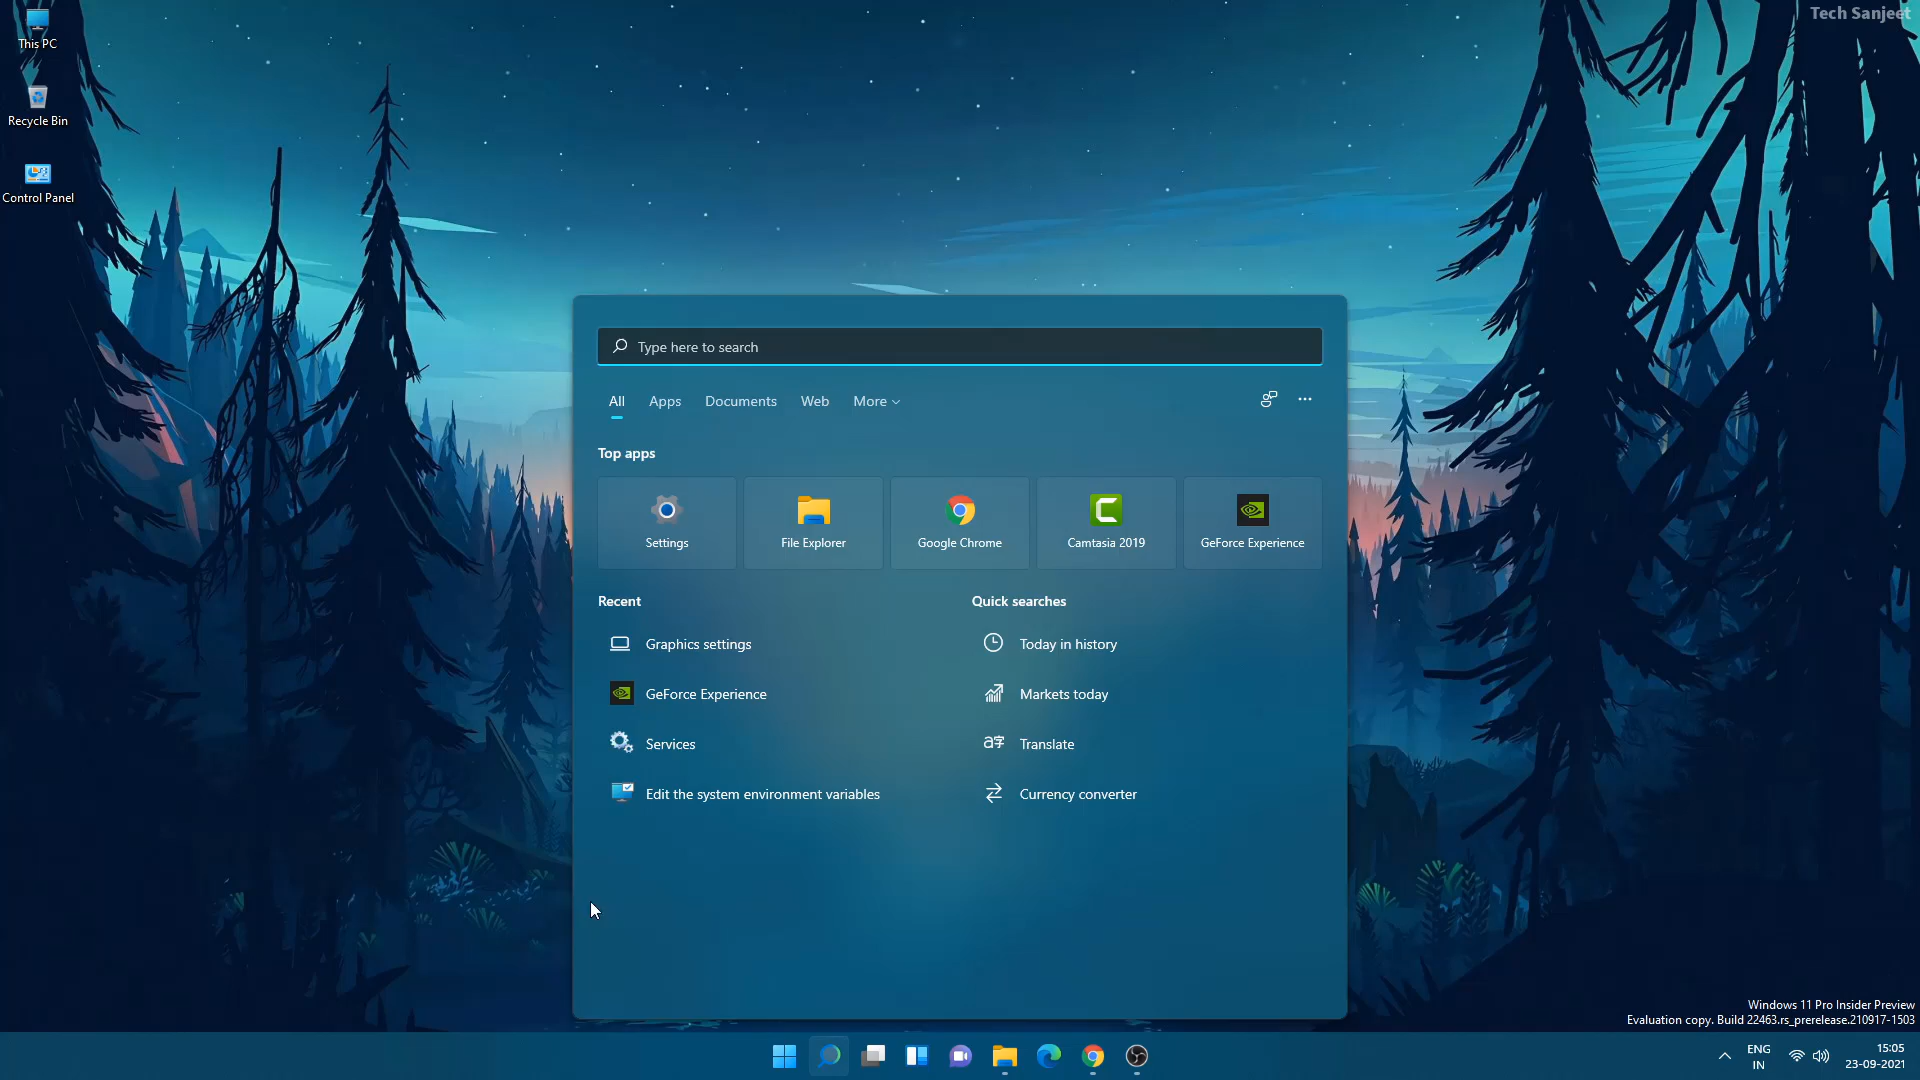 Tech Sanjeet
This PC
Recycle Bin
Control Panel
Type here to search
All Apps Documents Web More
Top apps
Settings File Explorer Google Chrome Camtasia 2019 GeForce Experience
Recent
Graphics settings
GeForce Experience
Services
Edit the system environment variables
Quick searches
Today in history
Markets today
Translate
Currency converter
Windows 11 Pro Insider Preview
Evaluation copy. Build 22463.rs_prerelease.210917-1503
ENG
IN
15:05
23-09-2021